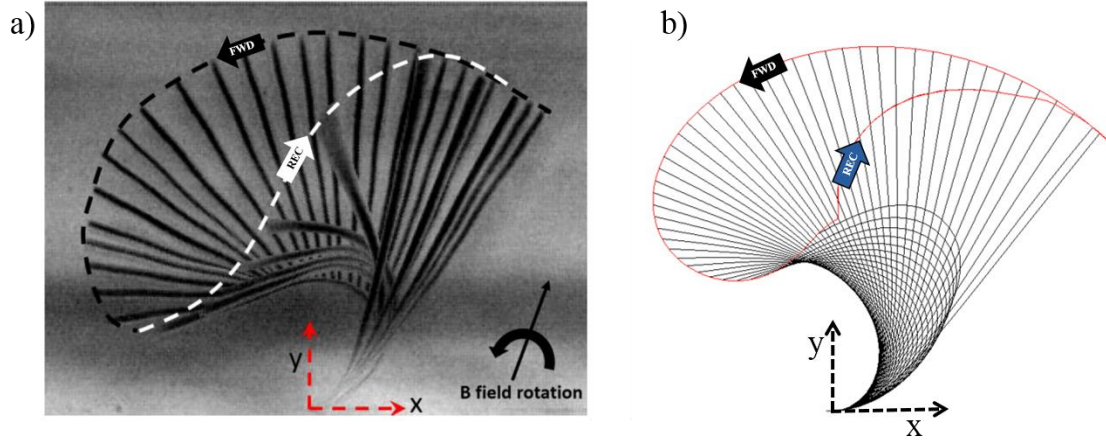 a)
FWD
REC
y
x
B field rotation
b)
FWD
REC
y
x